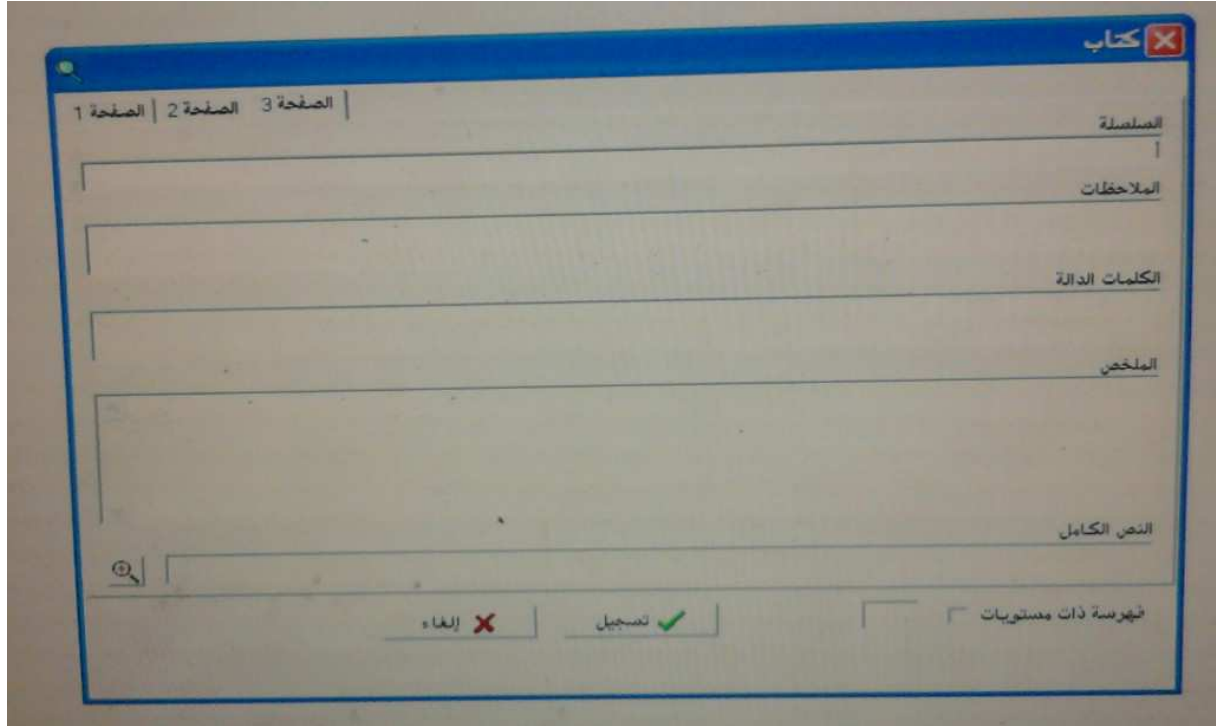 كتاب
الصفحة 1 الصفحة 2 الصفحة 3
السلسلة
الملاحظات
الكلمات الدالة
الملخص
النص الكامل
فهرسة ذات مستويات
تسجيل
إلغاء